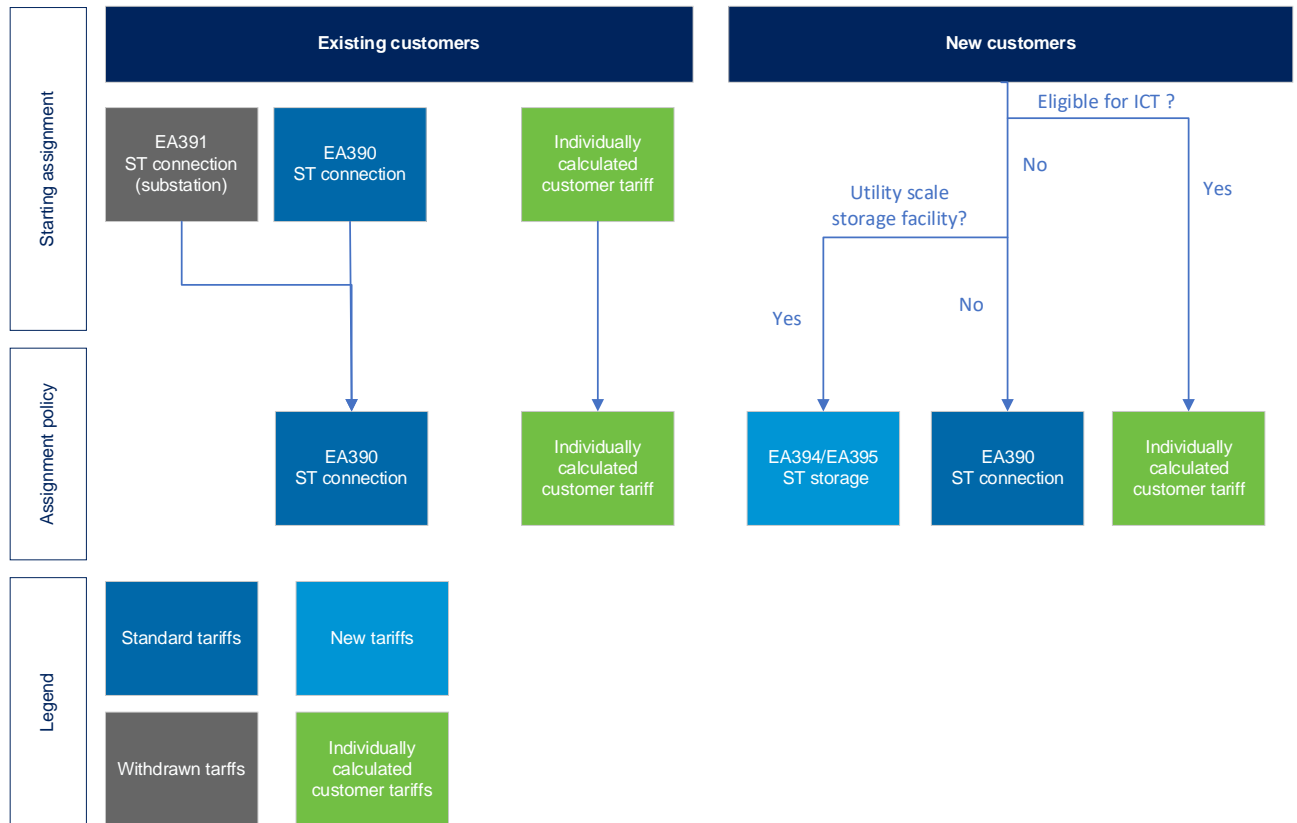 Existing customers
New customers
Starting assignment
EA391
ST connection
(substation)
EA390
ST connection
Individually
calculated
customer tariff
Eligible for ICT ?
No
Yes
Utility scale
storage facility?
Yes
No
Assignment policy
EA390
ST connection
Individually
calculated
customer tariff
EA394/EA395
ST storage
EA390
ST connection
Individually
calculated
customer tariff
Legend
Standard tariffs
New tariffs
Withdrawn tarffs
Individually
calculated
customer tariffs